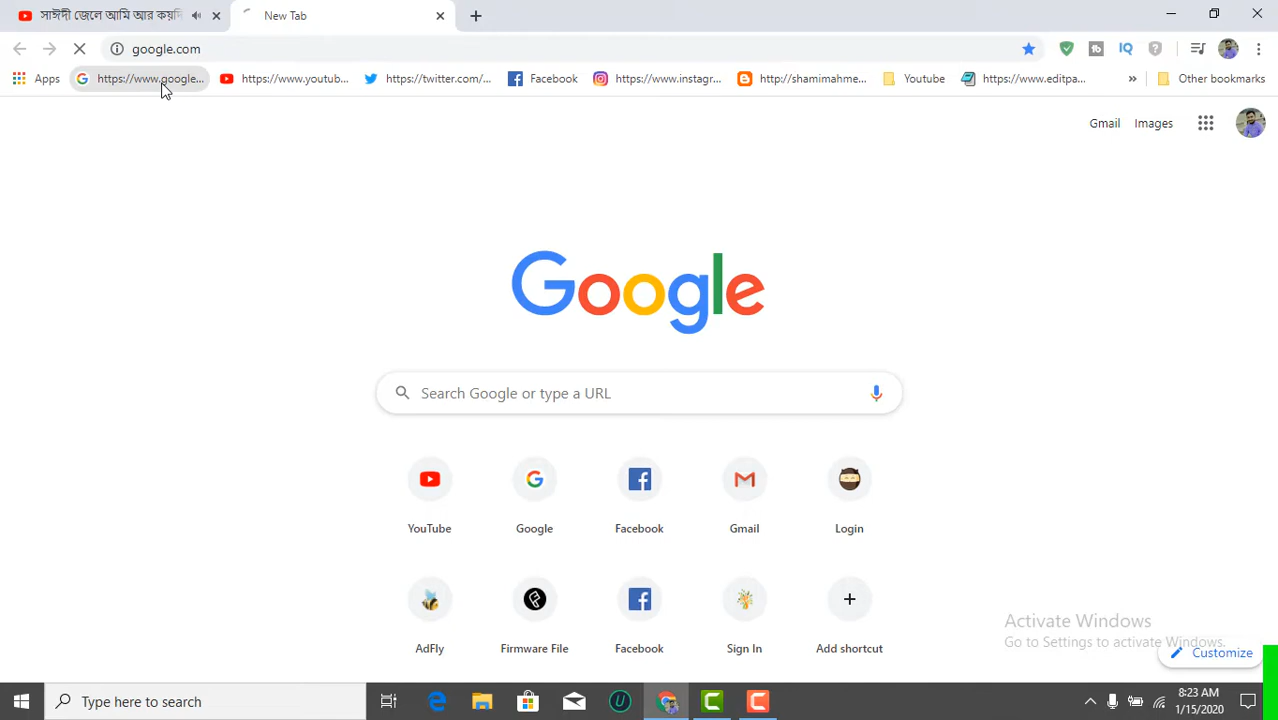 সাঈদী জেলে আমি আর কয়দি
New Tab
google.com
Apps
https://www.google...
https://www.youtub...
https://twitter.com/...
Facebook
https://www.instagr...
http://shamimahme...
Youtube
https://www.editpa...
»
Other bookmarks
Gmail
Images
Google
Search Google or type a URL
YouTube
Google
Facebook
Gmail
Login
AdFly
Firmware File
Facebook
Sign In
Add shortcut
Activate Windows
Go to Settings to activate Windows.
Customize
Type here to search
8:23 AM
1/15/2020